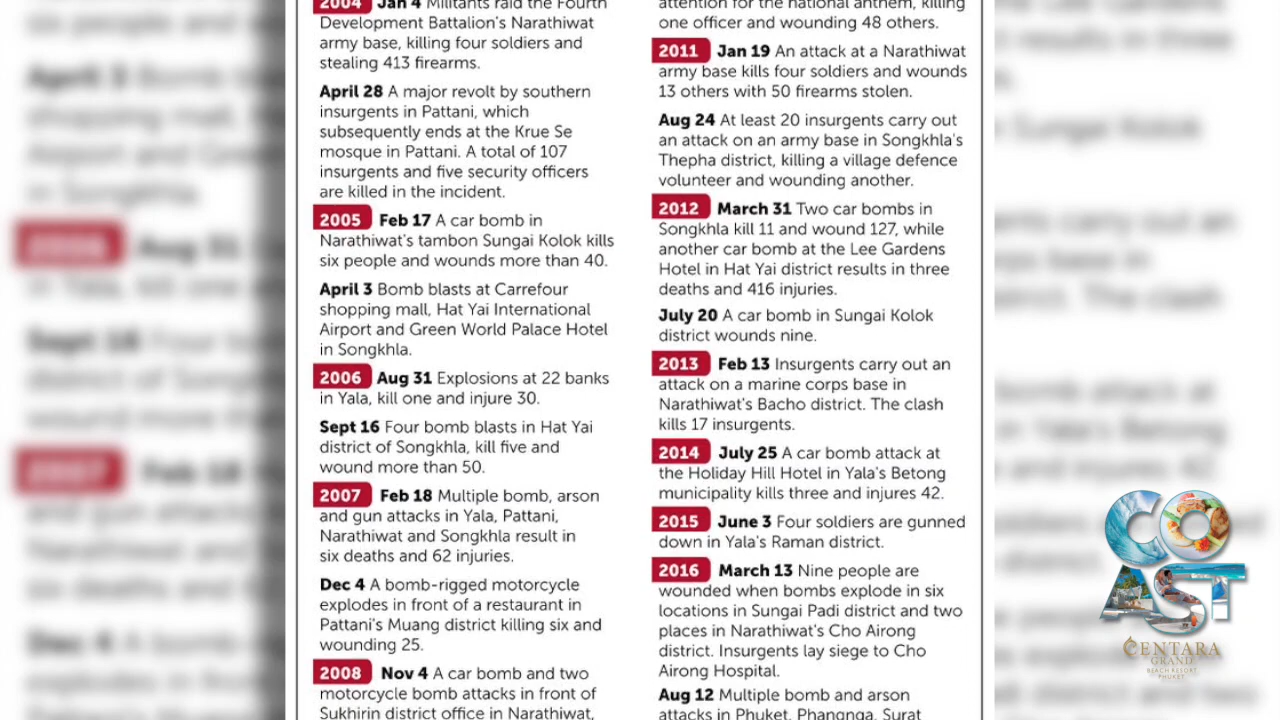 2004 Jan 4 Militants raid the Fourth
Development Battalion's Narathiwat
army base, killing four soldiers and
stealing 413 firearms.
April 28 A major revolt by southern
insurgents in Pattani, which
subsequently ends at the Krue Se
mosque in Pattani. A total of 107
insurgents and five security officers
are killed in the incident.
2005 Feb 17 A car bomb in
Narathiwat's tambon Sungai Kolok kills
six people and wounds more than 40.
April 3 Bomb blasts at Carrefour
shopping mall, Hat Yai International
Airport and Green World Palace Hotel
in Songkhla.
2006 Aug 31 Explosions at 22 banks
in Yala, kill one and injure 30.
Sept 16 Four bomb blasts in Hat Yai
district of Songkhla, kill five and
wound more than 50.
2007 Feb 18 Multiple bomb, arson
and gun attacks in Yala, Pattani,
Narathiwat and Songkhla result in
six deaths and 62 injuries.
Dec 4 A bomb-rigged motorcycle
explodes in front of a restaurant in
Pattani's Muang district killing six and
wounding 25.
2008 Nov 4 A car bomb and two
motorcycle bomb attacks in front of
Sukhirin district office in Narathiwat,
attention for the national anthem, killing
one officer and wounding 48 others.
2011 Jan 19 An attack at a Narathiwat
army base kills four soldiers and wounds
13 others with 50 firearms stolen.
Aug 24 At least 20 insurgents carry out
an attack on an army base in Songkhla's
Thepha district, killing a village defence
volunteer and wounding another.
2012 March 31 Two car bombs in
Songkhla kill 11 and wound 127, while
another car bomb at the Lee Gardens
Hotel in Hat Yai district results in three
deaths and 416 injuries.
July 20 A car bomb in Sungai Kolok
district wounds nine.
2013 Feb 13 Insurgents carry out an
attack on a marine corps base in
Narathiwat's Bacho district. The clash
kills 17 insurgents.
2014 July 25 A car bomb attack at
the Holiday Hill Hotel in Yala's Betong
municipality kills three and injures 42.
2015 June 3 Four soldiers are gunned
down in Yala's Raman district.
2016 March 13 Nine people are
wounded when bombs explode in six
locations in Sungai Padi district and two
places in Narathiwat's Cho Airong
district. Insurgents lay siege to Cho
Airong Hospital.
Aug 12 Multiple bomb and arson
attacks in Phuket, Phangnga, Surat
COAST
CENTARA
GRAND
BEACH RESORT
PHUKET